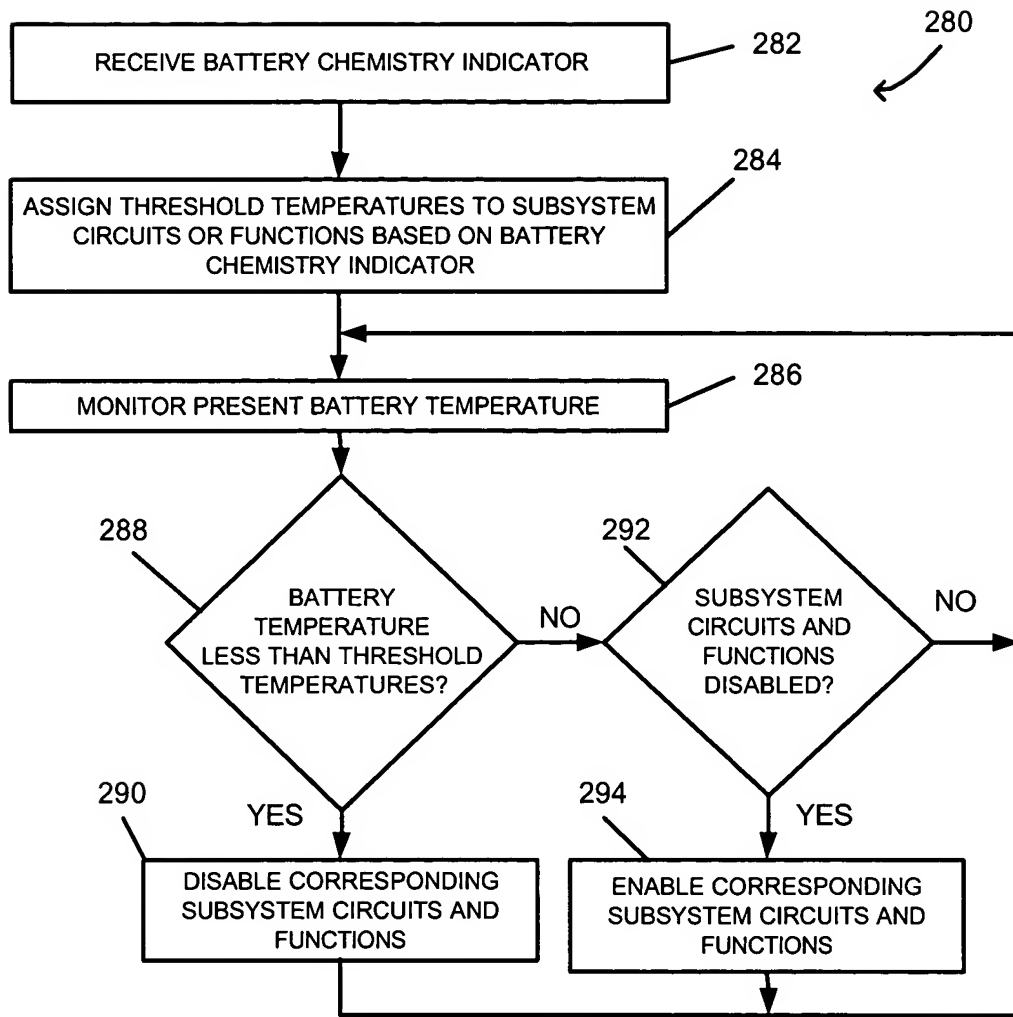 280
RECEIVE BATTERY CHEMISTRY INDICATOR
282
284
ASSIGN THRESHOLD TEMPERATURES TO SUBSYSTEM
CIRCUITS OR FUNCTIONS BASED ON BATTERY
CHEMISTRY INDICATOR
286
MONITOR PRESENT BATTERY TEMPERATURE
288
BATTERY
TEMPERATURE
LESS THAN THRESHOLD
TEMPERATURES?
NO
292
SUBSYSTEM
CIRCUITS AND
FUNCTIONS
DISABLED?
NO
290
YES
DISABLE CORRESPONDING
SUBSYSTEM CIRCUITS AND
FUNCTIONS
294
YES
ENABLE CORRESPONDING
SUBSYSTEM CIRCUITS AND
FUNCTIONS